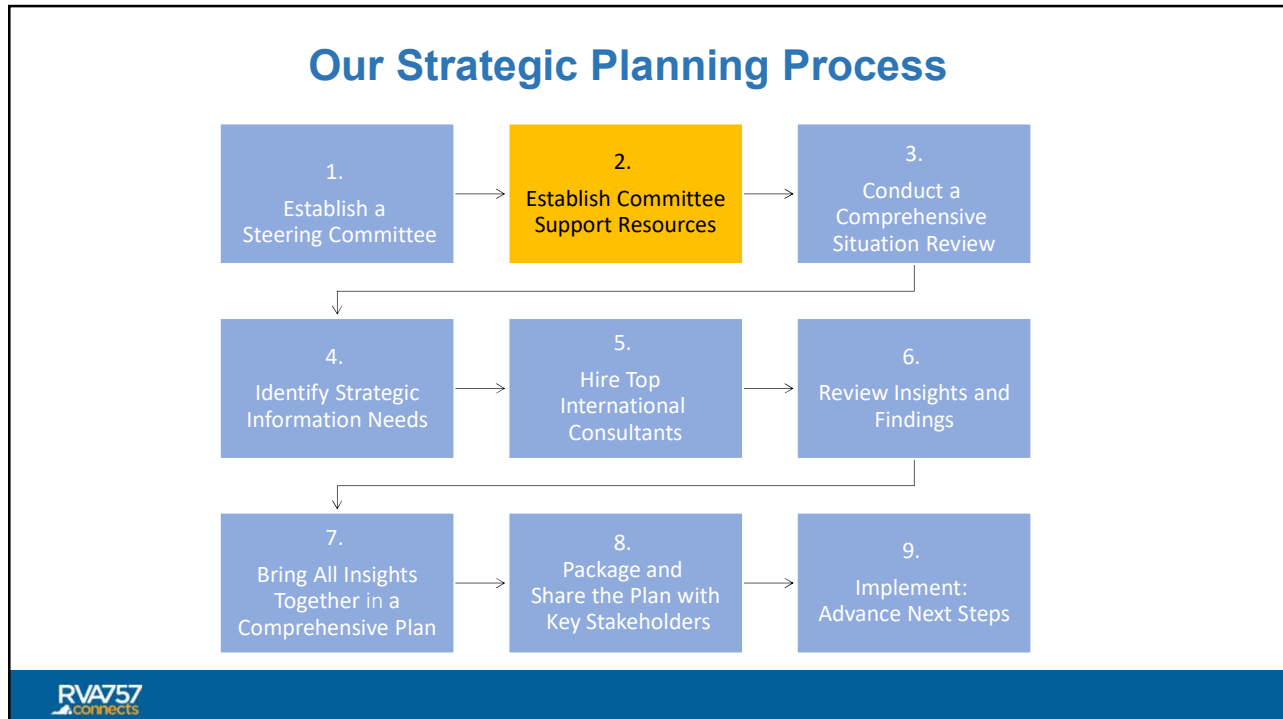 Our Strategic Planning Process
1.
Establish a
Steering Committee
2.
Establish Committee
Support Resources
3.
Conduct a
Comprehensive
Situation Review
4.
Identify Strategic
Information Needs
5.
Hire Top
International
Consultants
6.
Review Insights and
Findings
7.
Bring All Insights
Together in a
Comprehensive Plan
8.
Package and
Share the Plan with
Key Stakeholders
9.
Implement:
Advance Next Steps
RVA757
connects